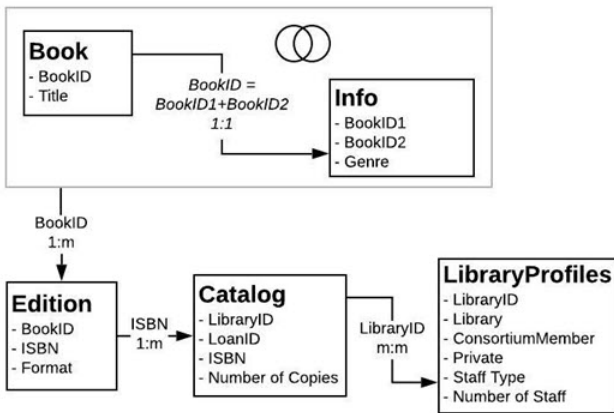 Book
- BookID
- Title
BookID =
BookID1+BookID2
1:1
Info
- BookID1
- BookID2
- Genre
BookID
1:m
Edition
- BookID
- ISBN
- Format
ISBN
1:m
Catalog
- LibraryID
- LoanID
- ISBN
- Number of Copies
LibraryID
m:m
LibraryProfiles
- LibraryID
- Library
- ConsortiumMember
- Private
- Staff Type
- Number of Staff